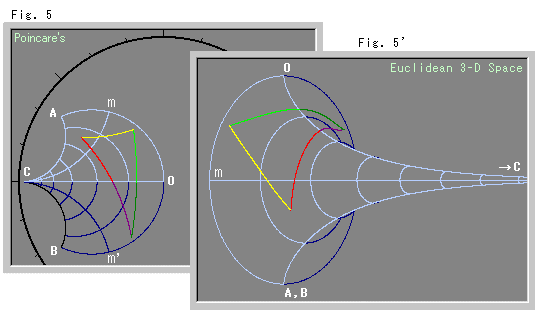 Fig. 5
Poincare's
A
m
C
O
B
m'
Fig. 5'
Euclidean 3-D Space
O
m
→C
A,B